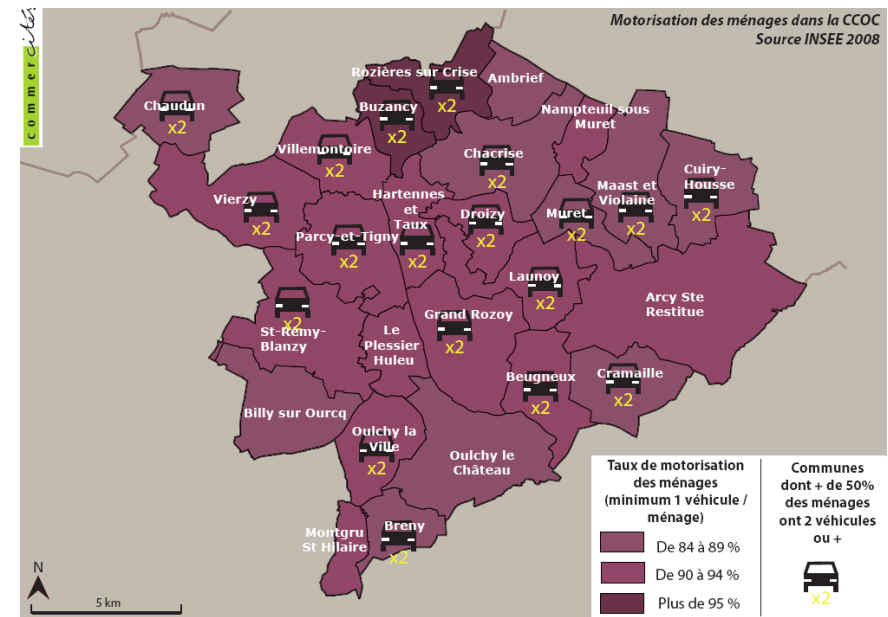 Motorisation des ménages dans la CCOC
Source INSEE 2008
commercités
Rozières sur Crise
Ambrief
Chaudun
x2
Buzancy
x2
x2
Nampteuil sous
Muret
Villemontoire
x2
Chacrise
x2
Cuiry-
Housse
x2
Maast et
Violaine
x2
Vierzy
x2
Hartennes
et
Taux
x2
Droizy
x2
Muret
x2
Parcy-et-Tigny
x2
Launoy
x2
Arcy Ste
Restitue
x2
St-Rémy-
Blanzy
Le
Plessier
Huleu
Grand Rozoy
x2
Beugneux
x2
Cramaille
x2
Billy sur Ourcq
Oulchy la
Ville
x2
Oulchy le
Château
Montgru
St Hilaire
Breny
x2
N
5 km
Taux de motorisation
des ménages
(minimum 1 véhicule /
ménage)
De 84 à 89 %
De 90 à 94 %
Plus de 95 %
Communes
dont + de 50%
des ménages
ont 2 véhicules
ou +
x2